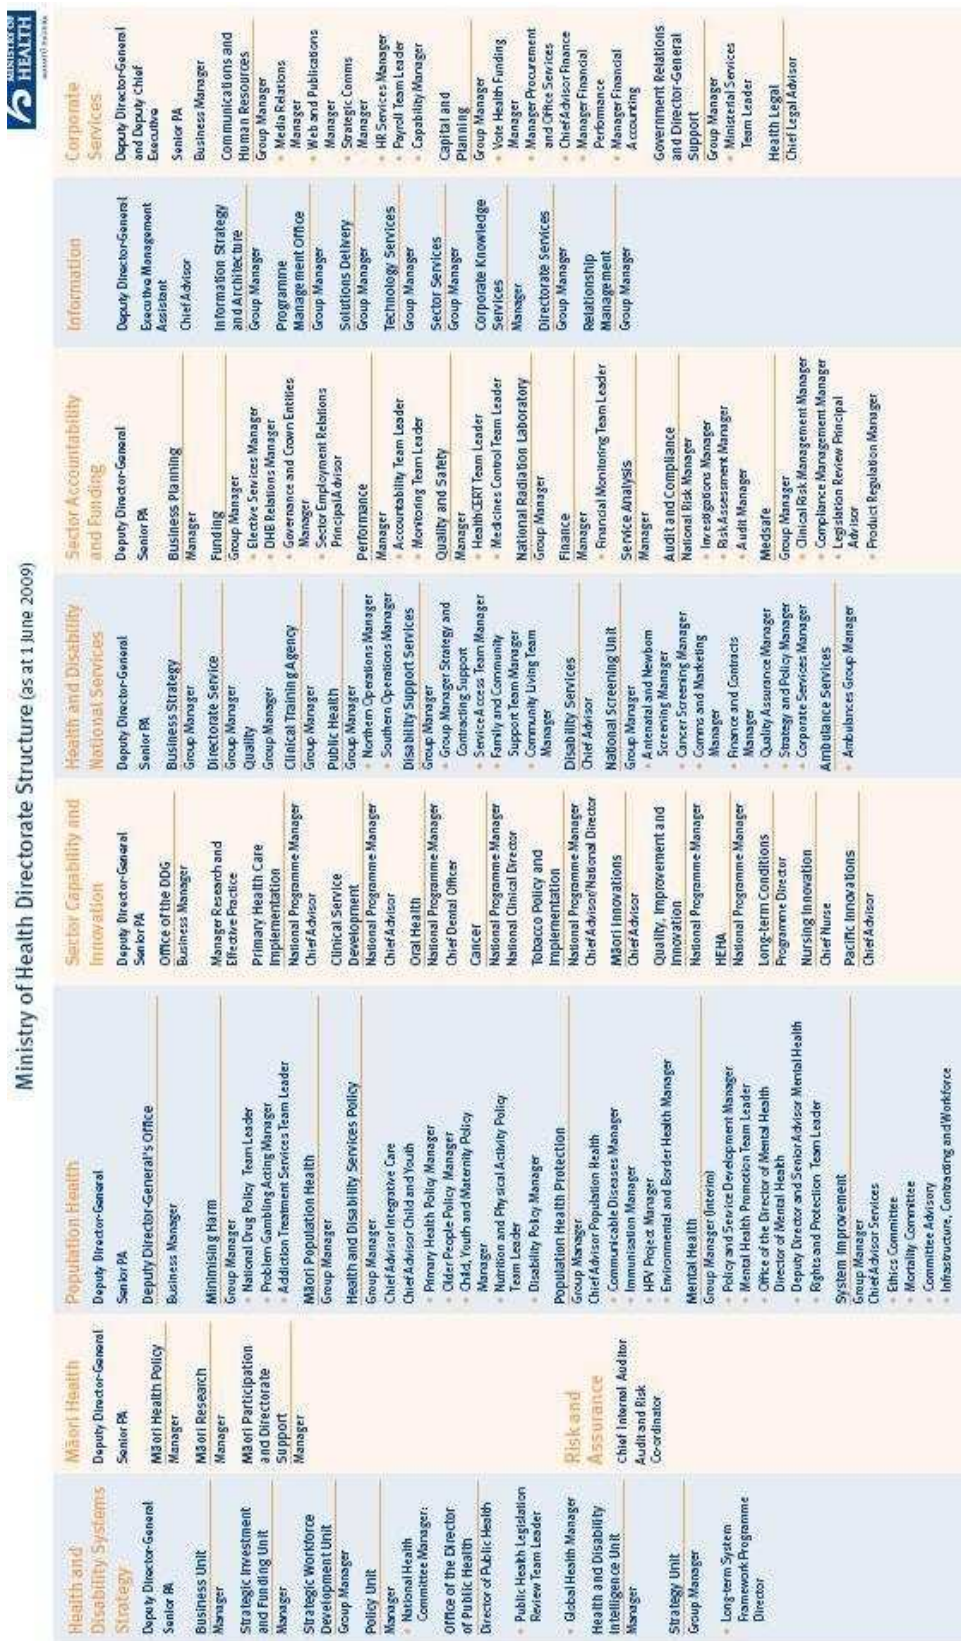 Ministry of Health Directorate Structure (as at 1 June 2009)
MINISTRY OF
HEALTH
MANATŪ HAUORA
Health and
Disability Systems
Strategy
Deputy Director-General
Senior PA
Business Unit
Manager
Strategic Investment
and Funding Unit
Manager
Strategic Workforce
Development Unit
Group Manager
Policy Unit
Manager
• National Health
Committee Manager:
Office of the Director
of Public Health
Director of Public Health
• Public Health Legislation
Review Team Leader
• Global Health Manager
Health and Disability
Intelligence Unit
Manager
Strategy Unit
Group Manager
• Long-term System
Framework Programme
Director
Māori Health
Deputy Director-General
Senior PA
Māori Health Policy
Manager
Māori Research
Manager
Māori Participation
and Directorate
Support
Manager
Risk and
Assurance
Chief Internal Auditor
Audit and Risk
Co-ordinator
Population Health
Deputy Director-General
Senior PA
Deputy Director-General's Office
Business Manager
Minimising Harm
Group Manager
• National Drug Policy Team Leader
• Problem Gambling Acting Manager
• Addiction Treatment Services Team Leader
Māori Population Health
Group Manager
Health and Disability Services Policy
Group Manager
Chief Advisor Integrative Care
Chief Advisor Child and Youth
• Primary Health Policy Manager
• Older People Policy Manager
• Child, Youth and Maternity Policy
Manager
• Nutrition and Physical Activity Policy
Team Leader
• Disability Policy Manager
Population Health Protection
Group Manager
Chief Advisor Population Health
• Communicable Diseases Manager
• Immunisation Manager
• HPV Project Manager
• Environmental and Border Health Manager
Mental Health
Group Manager (Interim)
• Policy and Service Development Manager
• Mental Health Promotion Team Leader
• Office of the Director of Mental Health
Director of Mental Health
• Deputy Director and Senior Advisor Mental Health
• Rights and Protection Team Leader
System Improvement
Group Manager
Chief Advisor Services
• Ethics Committee
• Mortality Committee
• Committee Advisory
• Infrastructure, Contracting and Workforce
Sector Capability and
Innovation
Deputy Director-General
Senior PA
Office of the DDG
Business Manager
Manager Research and
Effective Practice
Primary Health Care
Implementation
National Programme Manager
Chief Advisor
Clinical Service
Development
National Programme Manager
Chief Advisor
Oral Health
National Programme Manager
Chief Dental Officer
Cancer
National Programme Manager
National Clinical Director
Tobacco Policy and
Implementation
National Programme Manager
Chief Advisor/National Director
Māori Innovations
Chief Advisor
Quality, Improvement and
Innovation
National Programme Manager
HEHA
National Programme Manager
Long-term Conditions
Programme Director
Nursing Innovation
Chief Nurse
Pacific Innovations
Chief Advisor
Health and Disability
National Services
Deputy Director-General
Senior PA
Business Strategy
Group Manager
Directorate Service
Group Manager
Quality
Group Manager
Clinical Training Agency
Group Manager
Public Health
Group Manager
• Northern Operations Manager
• Southern Operations Manager
Disability Support Services
Group Manager
• Group Manager Strategy and
Contracting Support
• Service Access Team Manager
• Family and Community
Support Team Manager
• Community Living Team
Manager
Disability Services
Chief Advisor
National Screening Unit
Group Manager
• Antenatal and Newborn
Screening Manager
• Cancer Screening Manager
• Comms and Marketing
Manager
• Finance and Contracts
Manager
• Quality Assurance Manager
• Strategy and Policy Manager
• Corporate Services Manager
Ambulance Services
• Ambulances Group Manager
Sector Accountability
and Funding
Deputy Director-General
Senior PA
Business Planning
Manager
Funding
Group Manager
• Elective Services Manager
• DHB Relations Manager
• Governance and Crown Entities
Manager
• Sector Employment Relations
Principal Advisor
Performance
Manager
• Accountability Team Leader
• Monitoring Team Leader
Quality and Safety
Manager
• HealthCERT Team Leader
• Medicines Control Team Leader
National Radiation Laboratory
Group Manager
Finance
Manager
• Financial Monitoring Team Leader
Service Analysis
Manager
Audit and Compliance
National Risk Manager
• Investigations Manager
• Risk Assessment Manager
• Audit Manager
Medsafe
Group Manager
• Clinical Risk Management Manager
• Compliance Management Manager
• Legislation Review Principal
Advisor
• Product Regulation Manager
Information
Deputy Director-General
Executive Management
Assistant
Chief Advisor
Information Strategy
and Architecture
Group Manager
Programme
Management Office
Group Manager
Solutions Delivery
Group Manager
Technology Services
Group Manager
Sector Services
Group Manager
Corporate Knowledge
Services
Manager
Directorate Services
Group Manager
Relationship
Management
Group Manager
Corporate
Services
Deputy Director-General
and Deputy Chief
Executive
Senior PA
Business Manager
Communications and
Human Resources
Group Manager
• Media Relations
Manager
• Web and Publications
Manager
• Strategic Comms
Manager
• HR Services Manager
• Payroll Team Leader
• Capability Manager
Capital and
Planning
Group Manager
• Vote Health Funding
Manager
• Manager Procurement
and Office Services
• Chief Advisor Finance
• Manager Financial
Performance
• Manager Financial
Accounting
Government Relations
and Director-General
Support
Group Manager
• Ministerial Services
Team Leader
Health Legal
Chief Legal Advisor